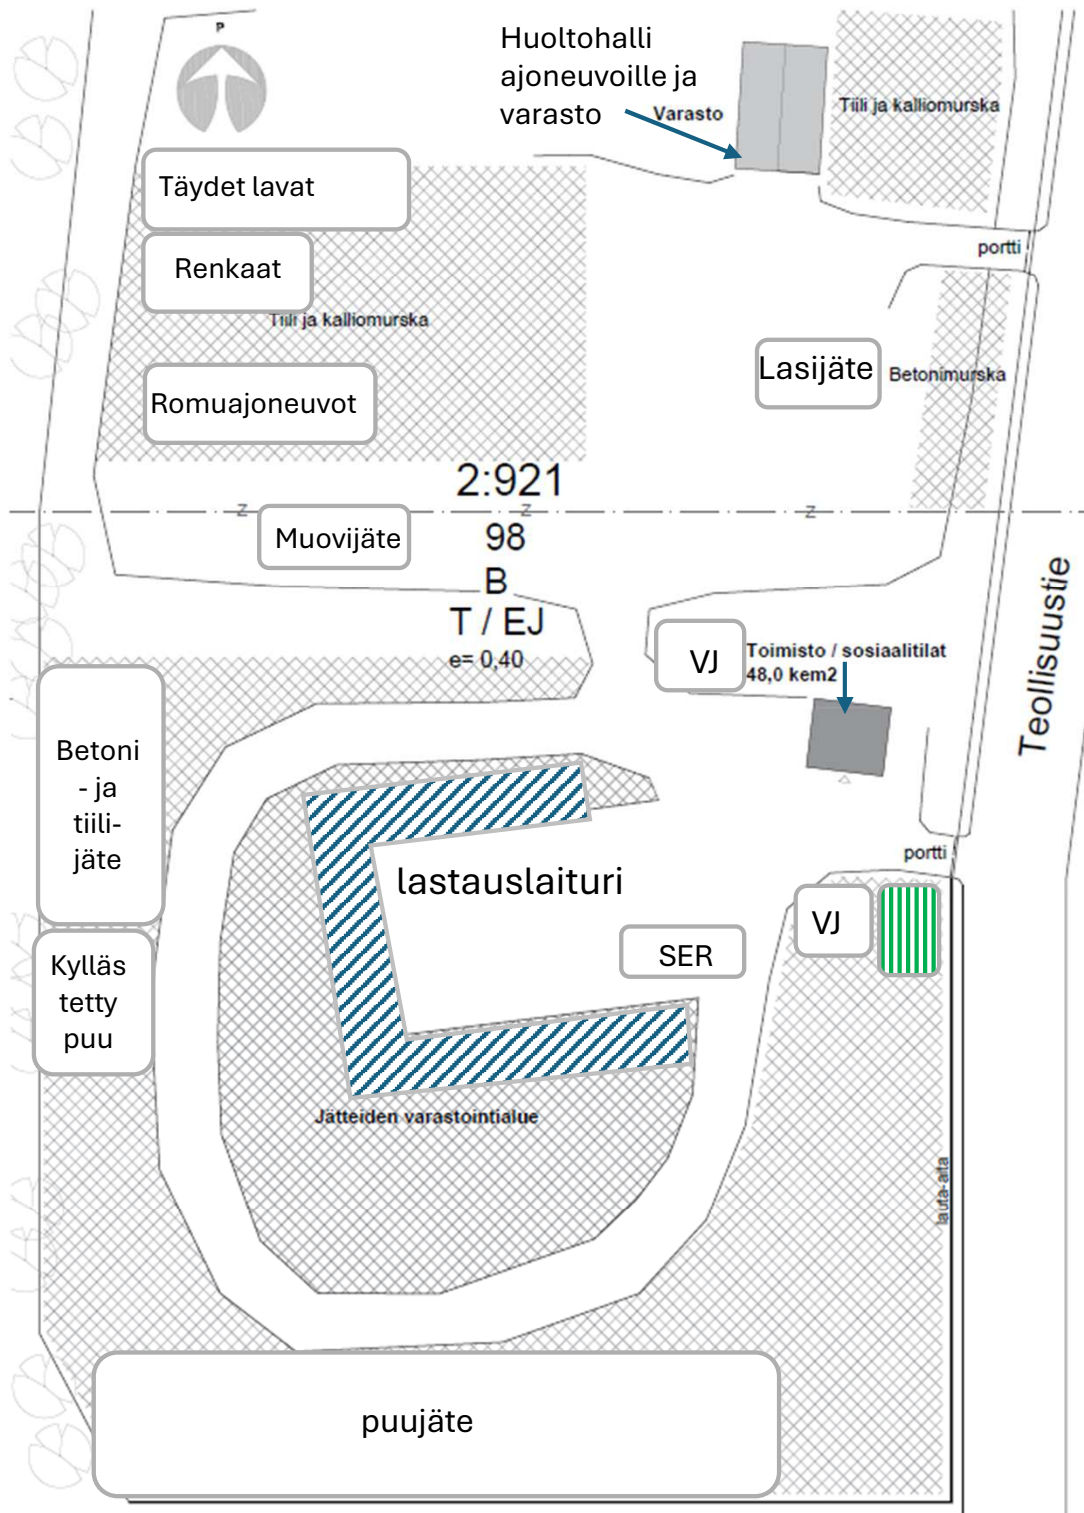 P
Huoltohalli
ajoneuvoille ja
varasto
Varasto
Tiili ja kalliomurska
Täydet lavat
Renkaat
Tiili ja kalliomurska
portti
Lasijäte
Betonimurska
Romuajoneuvot
2:921
z z z
Muovijäte
98
B
T / EJ
e= 0,40
VJ
Toimisto / sosiaalitilat
48,0 kem2
Teollisuustie
Betoni
- ja
tiili-
jäte
lastauslaituri
portti
VJ
SER
Kylläs
tetty
puu
Jätteiden varastointialue
lauta-aita
puujäte